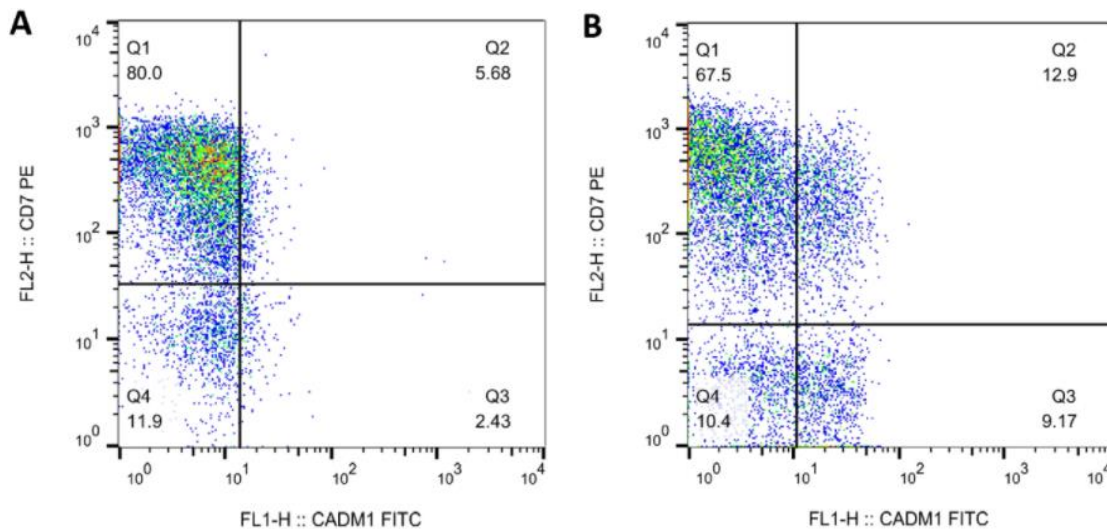 A
10^4
10^3
10^2
10^1
10^0
FL2-H :: CD7 PE
Q1
80.0
Q2
5.68
Q4
11.9
Q3
2.43
10^0 10^1 10^2 10^3 10^4
FL1-H :: CADM1 FITC
B
10^4
10^3
10^2
10^1
10^0
FL2-H :: CD7 PE
Q1
67.5
Q2
12.9
Q4
10.4
Q3
9.17
10^0 10^1 10^2 10^3 10^4
FL1-H :: CADM1 FITC